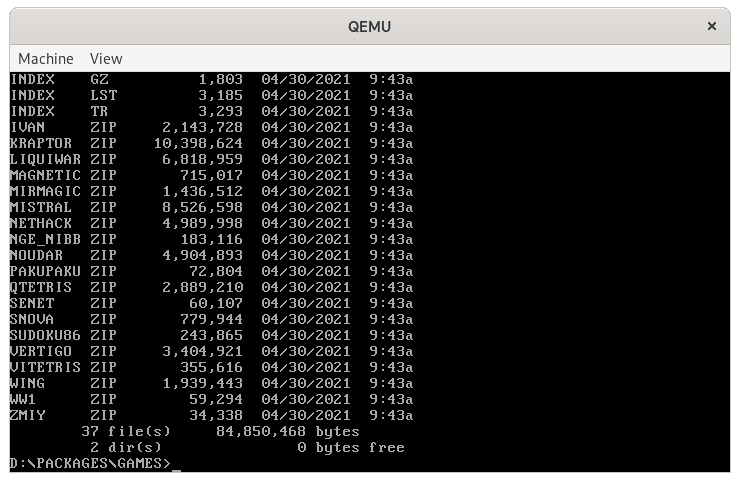 QEMU
×
Machine View
INDEX    GZ          1,803  04/30/2021  9:43a
INDEX    LST         3,185  04/30/2021  9:43a
INDEX    TR          3,293  04/30/2021  9:43a
IVAN     ZIP     2,143,728  04/30/2021  9:43a
KRAPTOR  ZIP    10,398,624  04/30/2021  9:43a
LIQUIWAR ZIP     6,818,959  04/30/2021  9:43a
MAGNETIC ZIP       715,017  04/30/2021  9:43a
MIRMAGIC ZIP     1,436,512  04/30/2021  9:43a
MISTRAL  ZIP     8,526,598  04/30/2021  9:43a
NETHACK  ZIP     4,989,998  04/30/2021  9:43a
NGE_NIBB ZIP       183,116  04/30/2021  9:43a
NOUDAR   ZIP     4,904,893  04/30/2021  9:43a
PAKUPAKU ZIP        72,804  04/30/2021  9:43a
QTETRIS  ZIP     2,889,210  04/30/2021  9:43a
SENET    ZIP        60,107  04/30/2021  9:43a
SNOVA    ZIP       779,944  04/30/2021  9:43a
SUDOKU86 ZIP       243,865  04/30/2021  9:43a
VERTIGO  ZIP     3,404,921  04/30/2021  9:43a
VITETRIS ZIP       355,616  04/30/2021  9:43a
WING     ZIP     1,939,443  04/30/2021  9:43a
WW1      ZIP        59,294  04/30/2021  9:43a
ZMIY     ZIP        34,338  04/30/2021  9:43a
        37 file(s)     84,850,468 bytes
         2 dir(s)               0 bytes free
D:\PACKAGES\GAMES>_